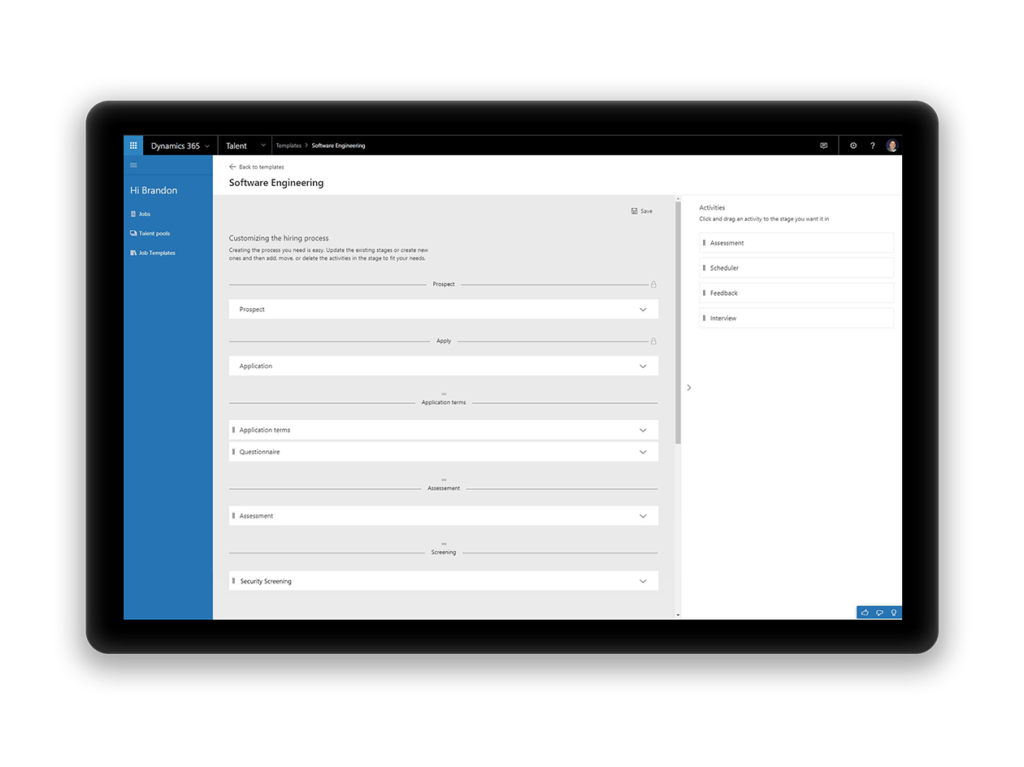 Dynamics 365
Talent
Templates > Software Engineering
?
Back to templates
Software Engineering
Hi Brandon
Jobs
Talent pools
Job Templates
Save
Customizing the hiring process
Creating the process you need is easy. Update the existing stages or create new
ones and then add, move, or delete the activities in the stage to fit your needs.
Prospect
Prospect
Apply
Application
Application terms
Application terms
Questionnaire
Assessment
Assessment
Screening
Security Screening
Activities
Click and drag an activity to the stage you want it in
Assessment
Scheduler
Feedback
Interview